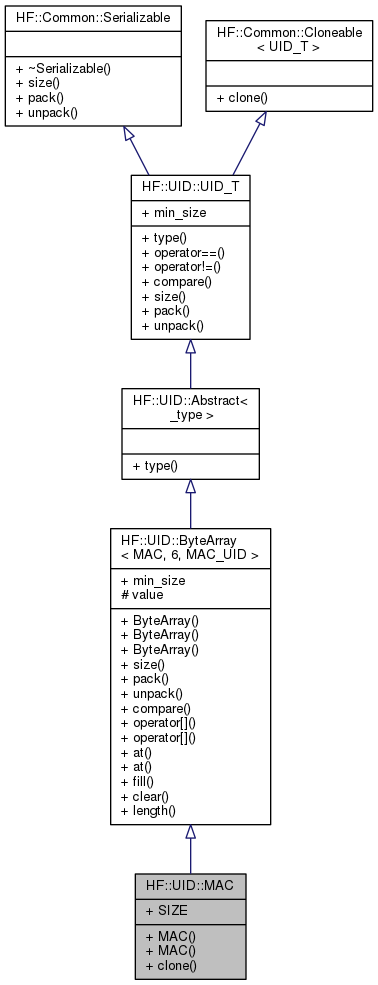 HF::Common::Serializable
+ ~Serializable()
+ size()
+ pack()
+ unpack()
HF::Common::Cloneable
< UID_T >
+ clone()
HF::UID::UID_T
+ min_size
+ type()
+ operator==()
+ operator!=()
+ compare()
+ size()
+ pack()
+ unpack()
HF::UID::Abstract<
_type >
+ type()
HF::UID::ByteArray
< MAC, 6, MAC_UID >
+ min_size
# value
+ ByteArray()
+ ByteArray()
+ ByteArray()
+ size()
+ pack()
+ unpack()
+ compare()
+ operator[]()
+ operator[]()
+ at()
+ at()
+ fill()
+ clear()
+ length()
HF::UID::MAC
+ SIZE
+ MAC()
+ MAC()
+ clone()